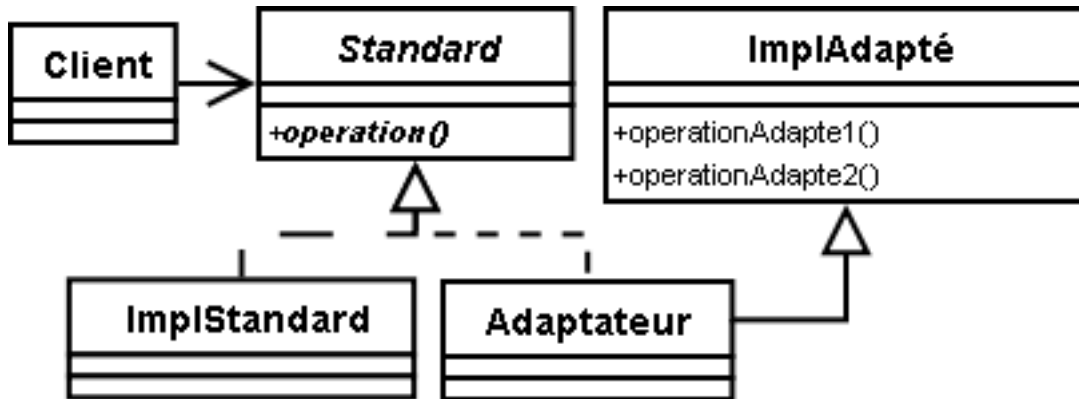 Client
Standard
+operation()
ImplAdapté
+operationAdapte1()
+operationAdapte2()
ImplStandard
Adaptateur